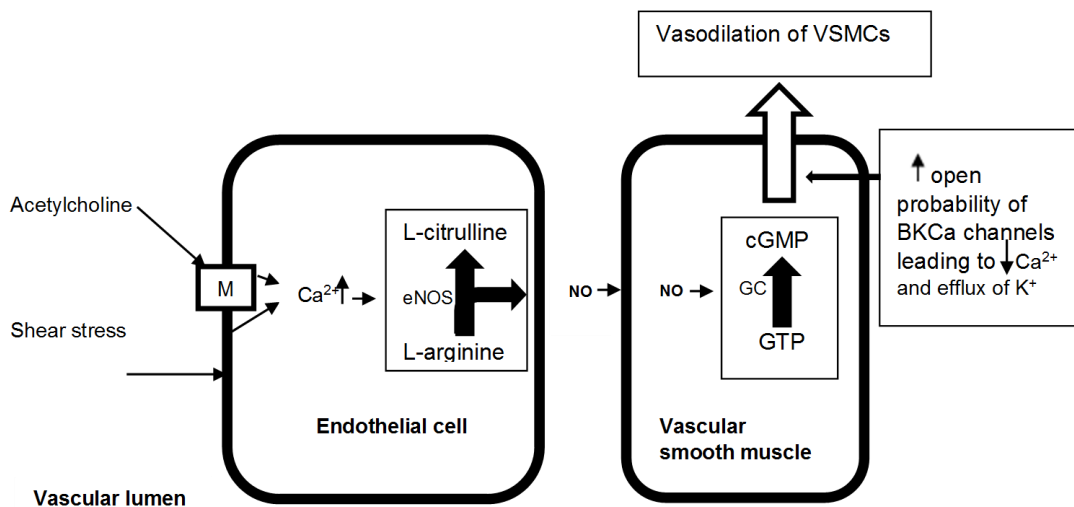 Vasodilation of VSMCs
Acetylcholine
M
Shear stress
Ca²⁺↑
L-citrulline
eNOS
L-arginine
Endothelial cell
Vascular lumen
NO
NO
cGMP
GC
GTP
Vascular
smooth muscle
↑ open
probability of
BKCa channels
leading to ↓Ca²⁺
and efflux of K⁺